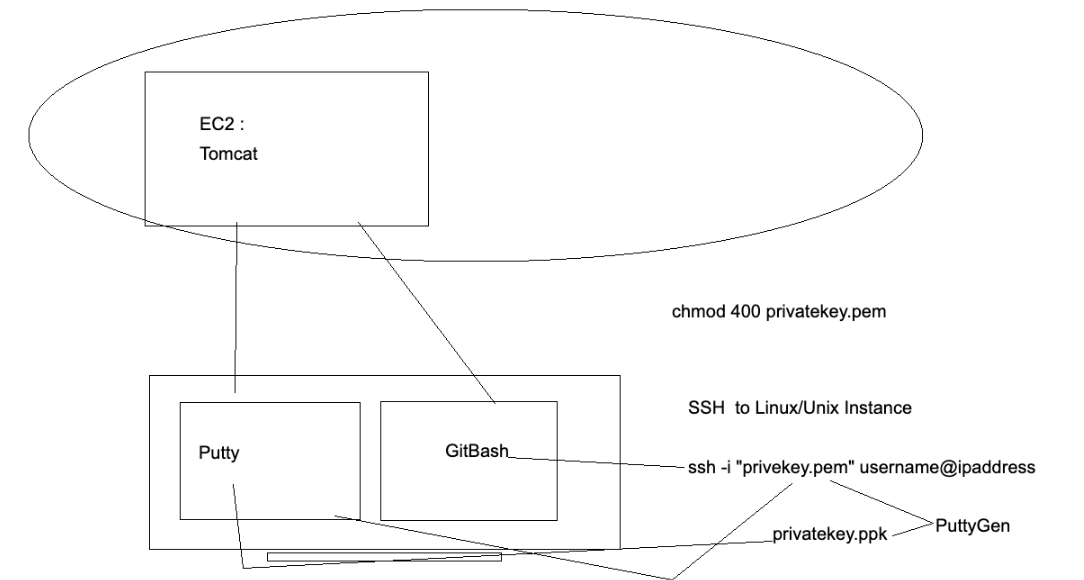 EC2 :
Tomcat
chmod 400 privatekey.pem
SSH  to Linux/Unix Instance
Putty
GitBash
ssh -i "privekey.pem" username@ipaddress
privatekey.ppk
PuttyGen